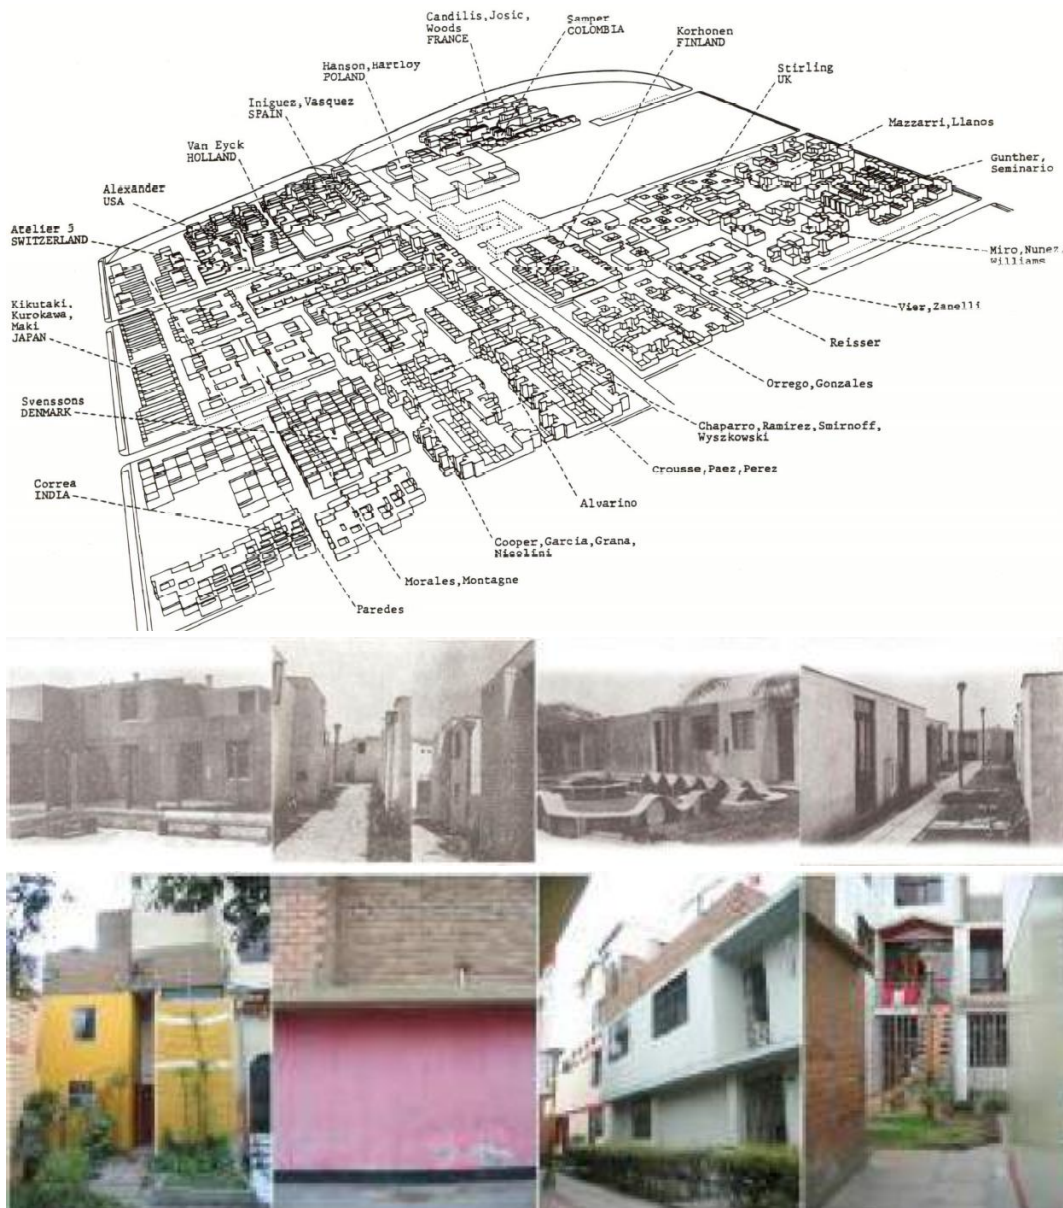 Candilis,Josic,
Woods
FRANCE
Samper
COLOMBIA
Korhonen
FINLAND
Hanson,Hartloy
POLAND
Stirling
UK
Iniguez,Vasquez
SPAIN
Mazzarri,Llanos
Van Eyck
HOLLAND
Gunther,
Seminario
Alexander
USA
Atelier 5
SWITZERLAND
Miro,Nunez,
Williams
Kikutaki,
Kurokawa,
Maki
JAPAN
Vier,Zanelli
Reisser
Orrego,Gonzales
Svenssons
DENMARK
Chaparro,Ramirez,Smirnoff,
Wyszkowski
Crousse,Paez,Perez
Correa
INDIA
Alvarino
Cooper,Garcia,Grana,
Nicolini
Morales,Montagne
Paredes